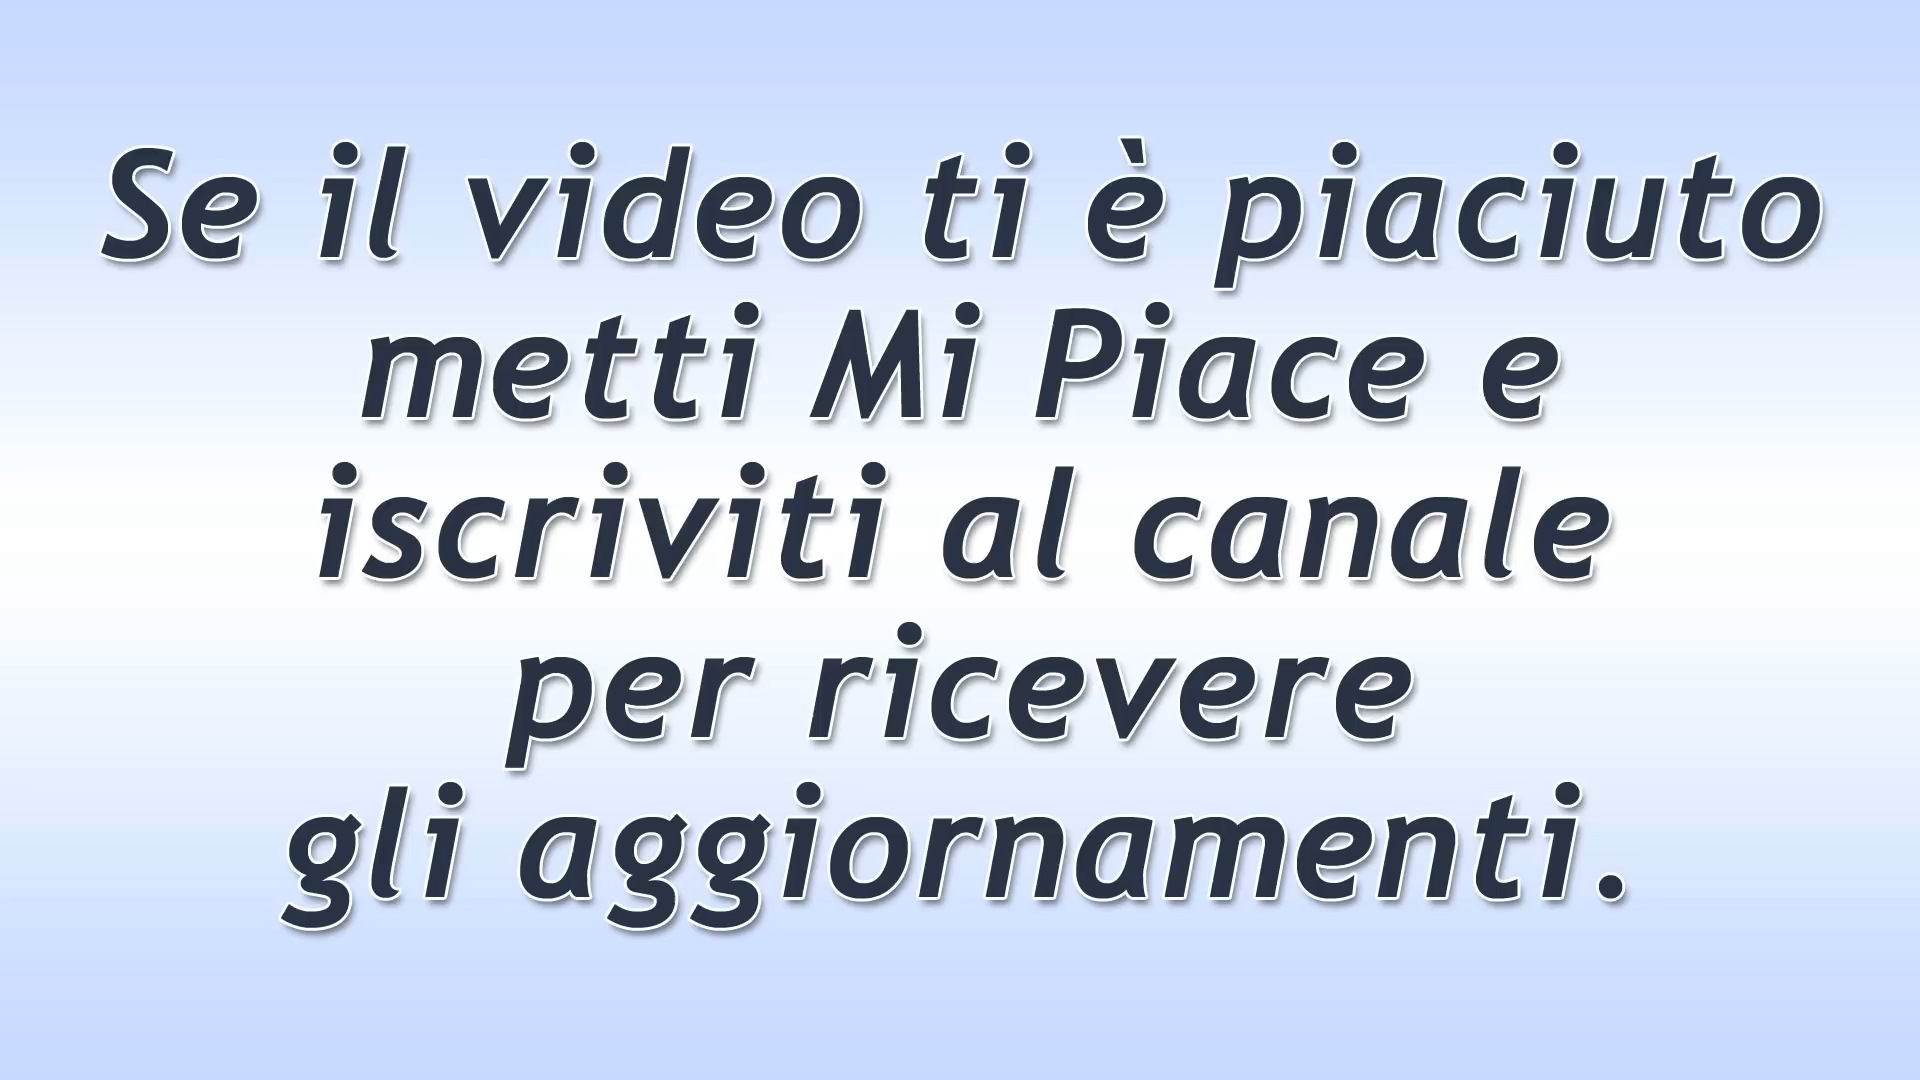 Se il video ti è piaciuto
metti Mi Piace e
iscriviti al canale
per ricevere
gli aggiornamenti.